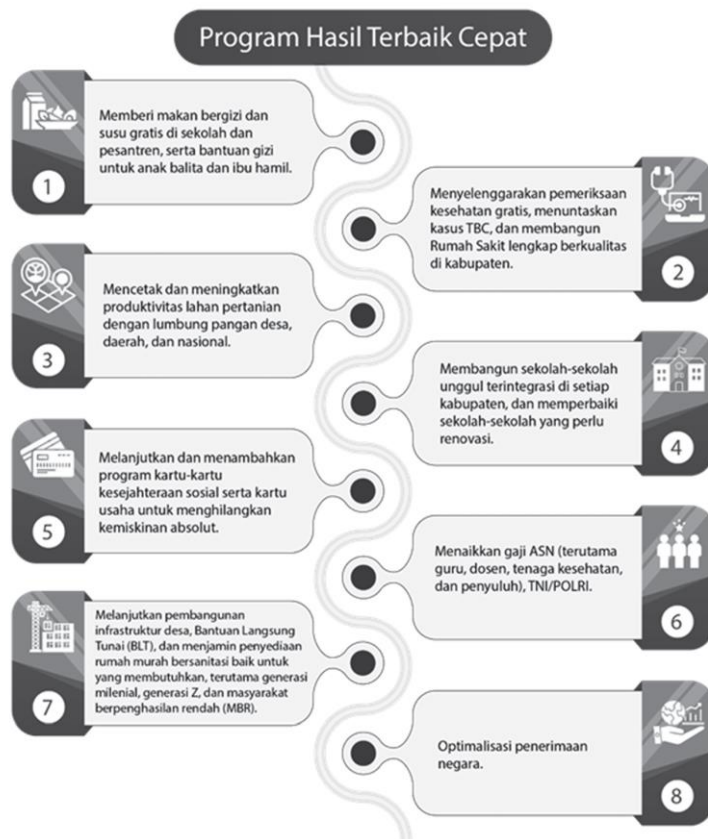 Program Hasil Terbaik Cepat
Memberi makan bergizi dan
susu gratis di sekolah dan
pesantren, serta bantuan gizi
untuk anak balita dan ibu hamil.
1
Menyelenggarakan pemeriksaan
kesehatan gratis, menuntaskan
kasus TBC, dan membangun
Rumah Sakit lengkap berkualitas
di kabupaten.
2
Mencetak dan meningkatkan
produktivitas lahan pertanian
dengan lumbung pangan desa,
daerah, dan nasional.
3
Membangun sekolah-sekolah
unggul terintegrasi di setiap
kabupaten, dan memperbaiki
sekolah-sekolah yang perlu
renovasi.
4
Melanjutkan dan menambahkan
program kartu-kartu
kesejahteraan sosial serta kartu
usaha untuk menghilangkan
kemiskinan absolut.
5
Menaikkan gaji ASN (terutama
guru, dosen, tenaga kesehatan,
dan penyuluh), TNI/POLRI.
6
Melanjutkan pembangunan
infrastruktur desa, Bantuan Langsung
Tunai (BLT), dan menjamin penyediaan
rumah murah bersanitasi baik untuk
yang membutuhkan, terutama generasi
milenial, generasi Z, dan masyarakat
berpenghasilan rendah (MBR).
7
Optimalisasi penerimaan
negara.
8